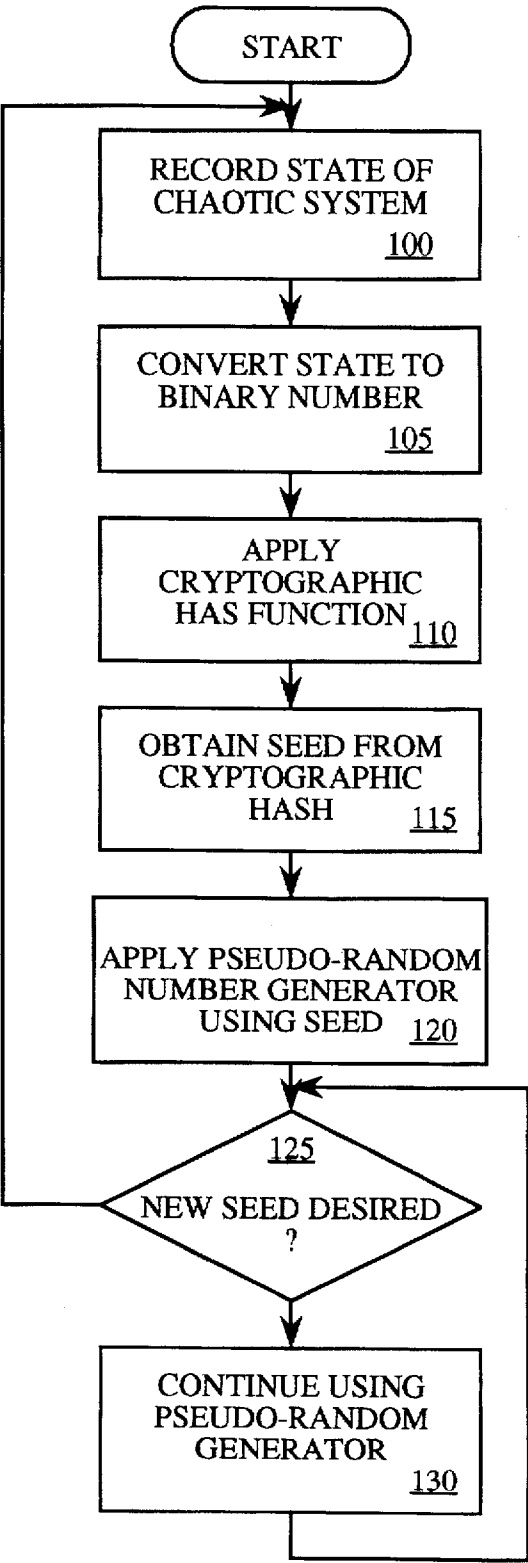 START
RECORD STATE OF
CHAOTIC SYSTEM
100
CONVERT STATE TO
BINARY NUMBER
105
APPLY
CRYPTOGRAPHIC
HAS FUNCTION
110
OBTAIN SEED FROM
CRYPTOGRAPHIC
HASH
115
APPLY PSEUDO-RANDOM
NUMBER GENERATOR
USING SEED
120
125
NEW SEED DESIRED
?
CONTINUE USING
PSEUDO-RANDOM
GENERATOR
130